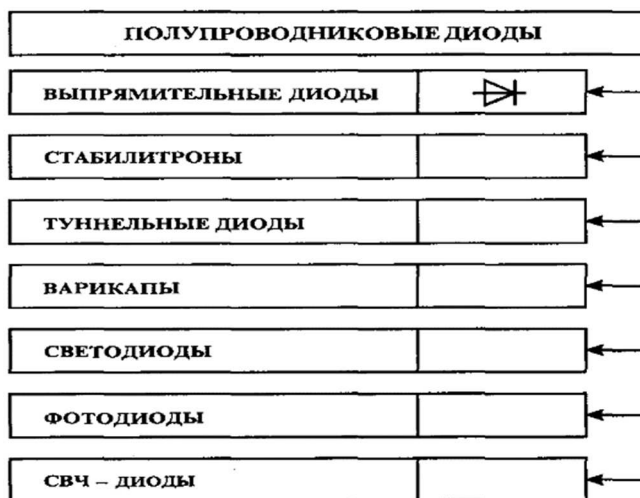 ПОЛУПРОВОДНИКОВЫЕ ДИОДЫ
ВЫПРЯМИТЕЛЬНЫЕ ДИОДЫ
СТАБИЛИТРОНЫ
ТУННЕЛЬНЫЕ ДИОДЫ
ВАРИКАПЫ
СВЕТОДИОДЫ
ФОТОДИОДЫ
СВЧ – ДИОДЫ